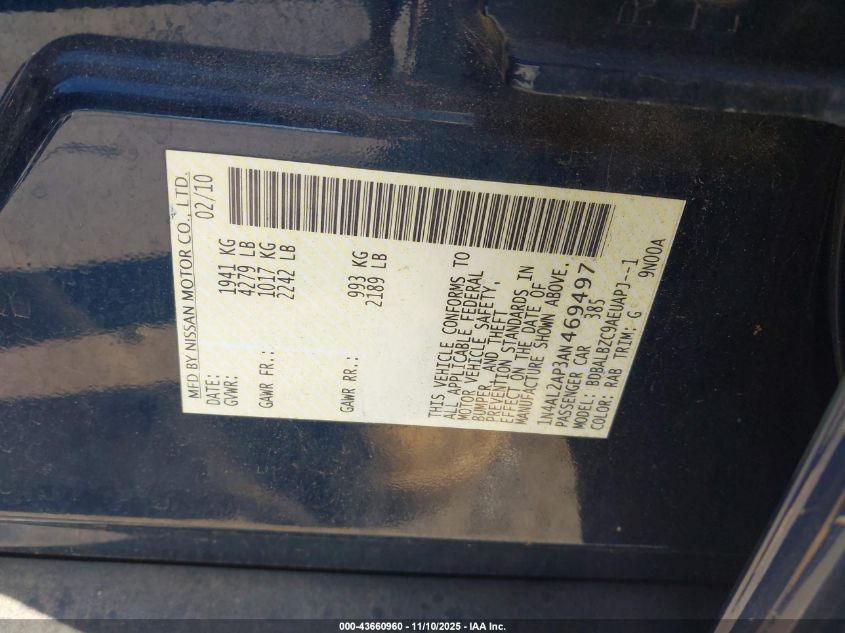 MFD BY NISSAN MOTOR CO., LTD.
DATE: 02/10
GVWR: 1941 KG
4279 LB
GAWR FR.: 1017 KG
2242 LB
GAWR RR.: 993 KG
2189 LB
THIS VEHICLE CONFORMS TO
ALL APPLICABLE FEDERAL
MOTOR VEHICLE SAFETY,
BUMPER, AND THEFT
PREVENTION STANDARDS IN
EFFECT ON THE DATE OF
MANUFACTURE SHOWN ABOVE.
1N4AL2AP3AN469497
PASSENGER CAR 385
MODEL: BDBALBZC9AEUAPJ--1
COLOR: RAB TRIM: G 9N00A
000-43660960 - 11/10/2025 - IAA Inc.